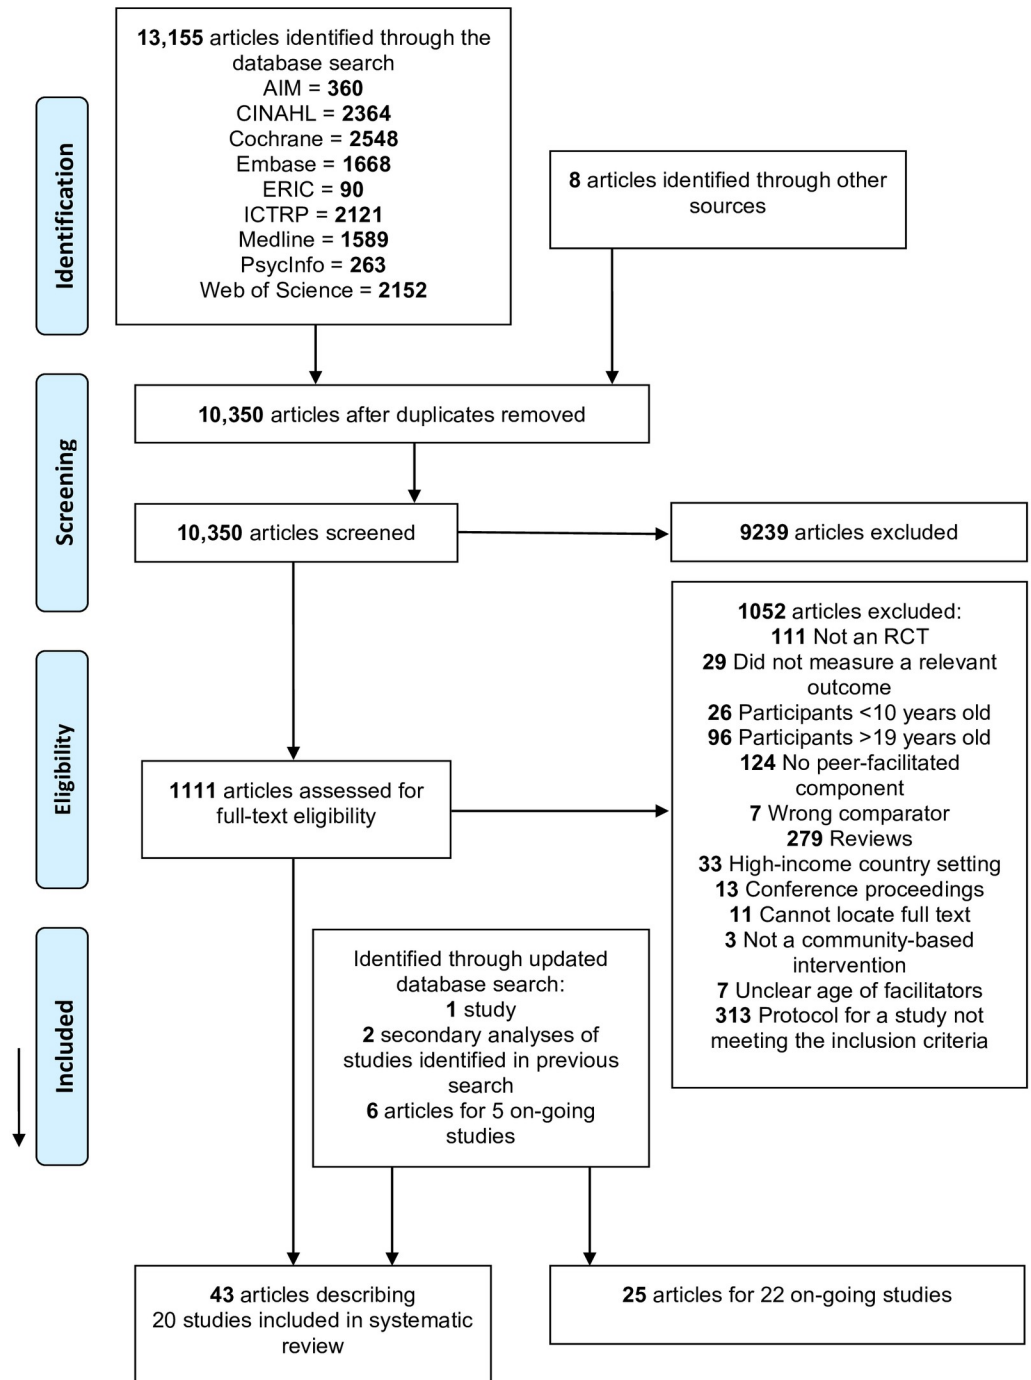 13,155 articles identified through the
database search
AIM = 360
CINAHL = 2364
Cochrane = 2548
Embase = 1668
ERIC = 90
ICTRP = 2121
Medline = 1589
PsycInfo = 263
Web of Science = 2152
8 articles identified through other
sources
Identification
10,350 articles after duplicates removed
Screening
10,350 articles screened
9239 articles excluded
1052 articles excluded:
111 Not an RCT
29 Did not measure a relevant
outcome
26 Participants <10 years old
96 Participants >19 years old
124 No peer-facilitated
component
7 Wrong comparator
279 Reviews
33 High-income country setting
13 Conference proceedings
11 Cannot locate full text
3 Not a community-based
intervention
7 Unclear age of facilitators
313 Protocol for a study not
meeting the inclusion criteria
Eligibility
1111 articles assessed for
full-text eligibility
Included
Identified through updated
database search:
1 study
2 secondary analyses of
studies identified in previous
search
6 articles for 5 on-going
studies
43 articles describing
20 studies included in systematic
review
25 articles for 22 on-going studies